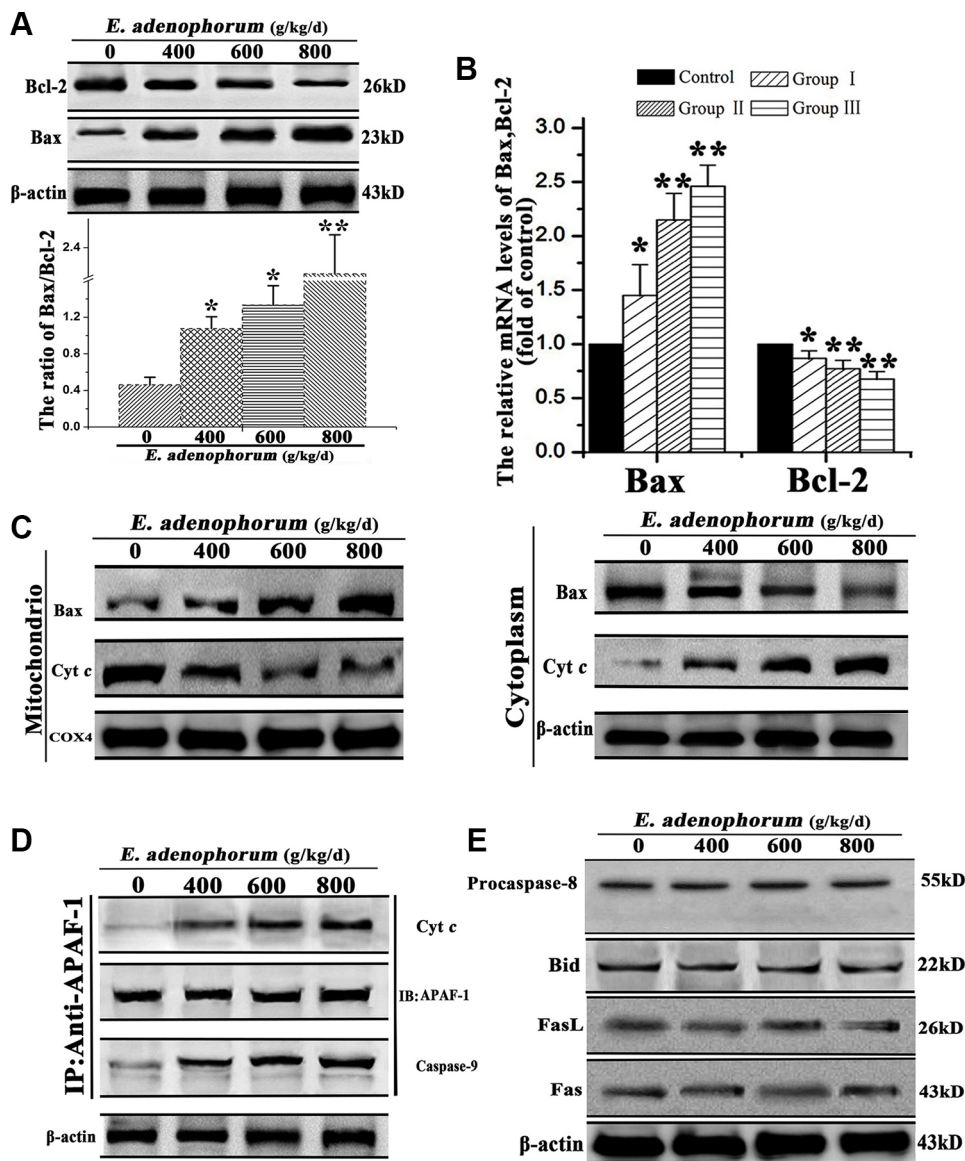 A
E. adenophorum (g/kg/d)
0 400 600 800
Bcl-2 26kD
Bax 23kD
β-actin 43kD
The ratio of Bax/Bcl-2
2.4
1.2
0.8
0.4
0.0
* * **
0 400 600 800
E. adenophorum (g/kg/d)
B
Control Group I
Group II Group III
The relative mRNA levels of Bax,Bcl-2
(fold of control)
3.0
2.5
2.0
1.5
1.0
0.5
0.0
* ** ** * ** **
Bax Bcl-2
C
E. adenophorum (g/kg/d)
0 400 600 800
Mitochondrio
Bax
Cyt c
COX4
E. adenophorum (g/kg/d)
0 400 600 800
Cytoplasm
Bax
Cyt c
β-actin
D
E. adenophorum (g/kg/d)
0 400 600 800
IP:Anti-APAF-1
Cyt c
IB:APAF-1
Caspase-9
β-actin
E
E. adenophorum (g/kg/d)
0 400 600 800
Procaspase-8 55kD
Bid 22kD
FasL 26kD
Fas 43kD
β-actin 43kD